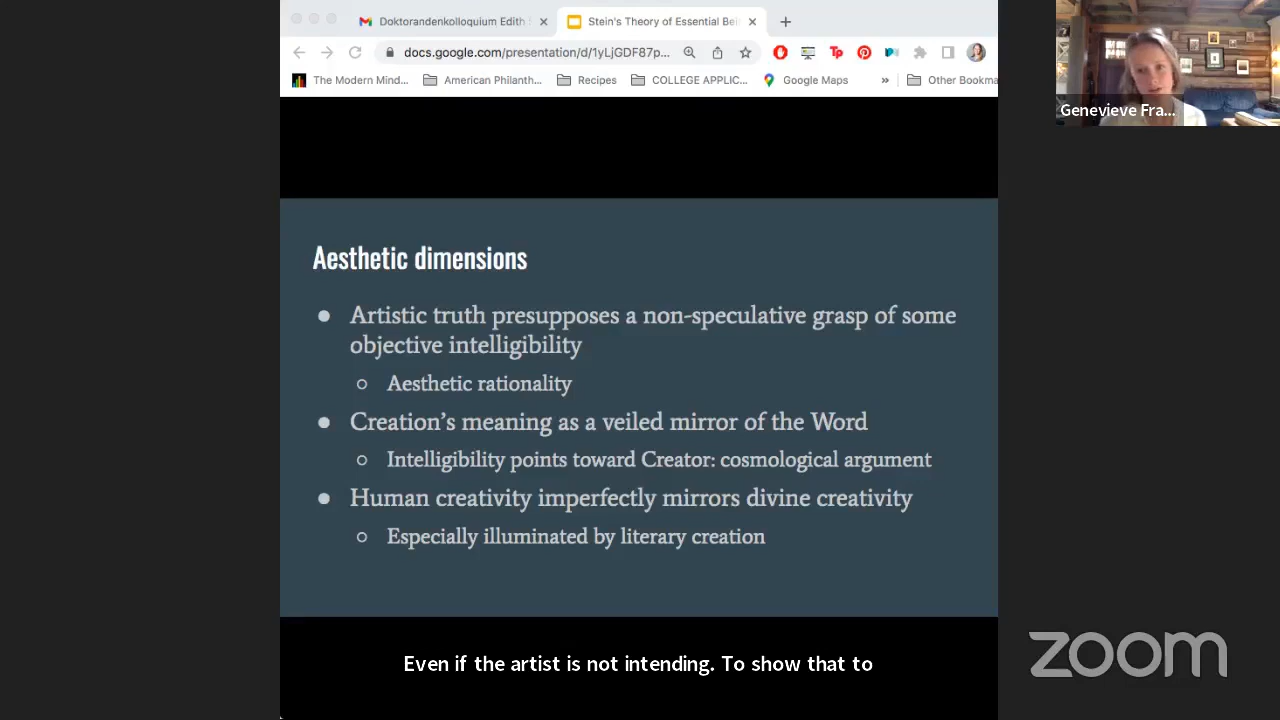 Doktorandenkolloquium Edith
Stein's Theory of Essential Bei
docs.google.com/presentation/d/1yLjGDF87p...
The Modern Mind...
American Philanth...
Recipes
COLLEGE APPLIC...
Google Maps
»
Other Bookma
Genevieve Fra...
Aesthetic dimensions
● Artistic truth presupposes a non-speculative grasp of some
objective intelligibility
○ Aesthetic rationality
● Creation's meaning as a veiled mirror of the Word
○ Intelligibility points toward Creator: cosmological argument
● Human creativity imperfectly mirrors divine creativity
○ Especially illuminated by literary creation
Even if the artist is not intending. To show that to
zoom